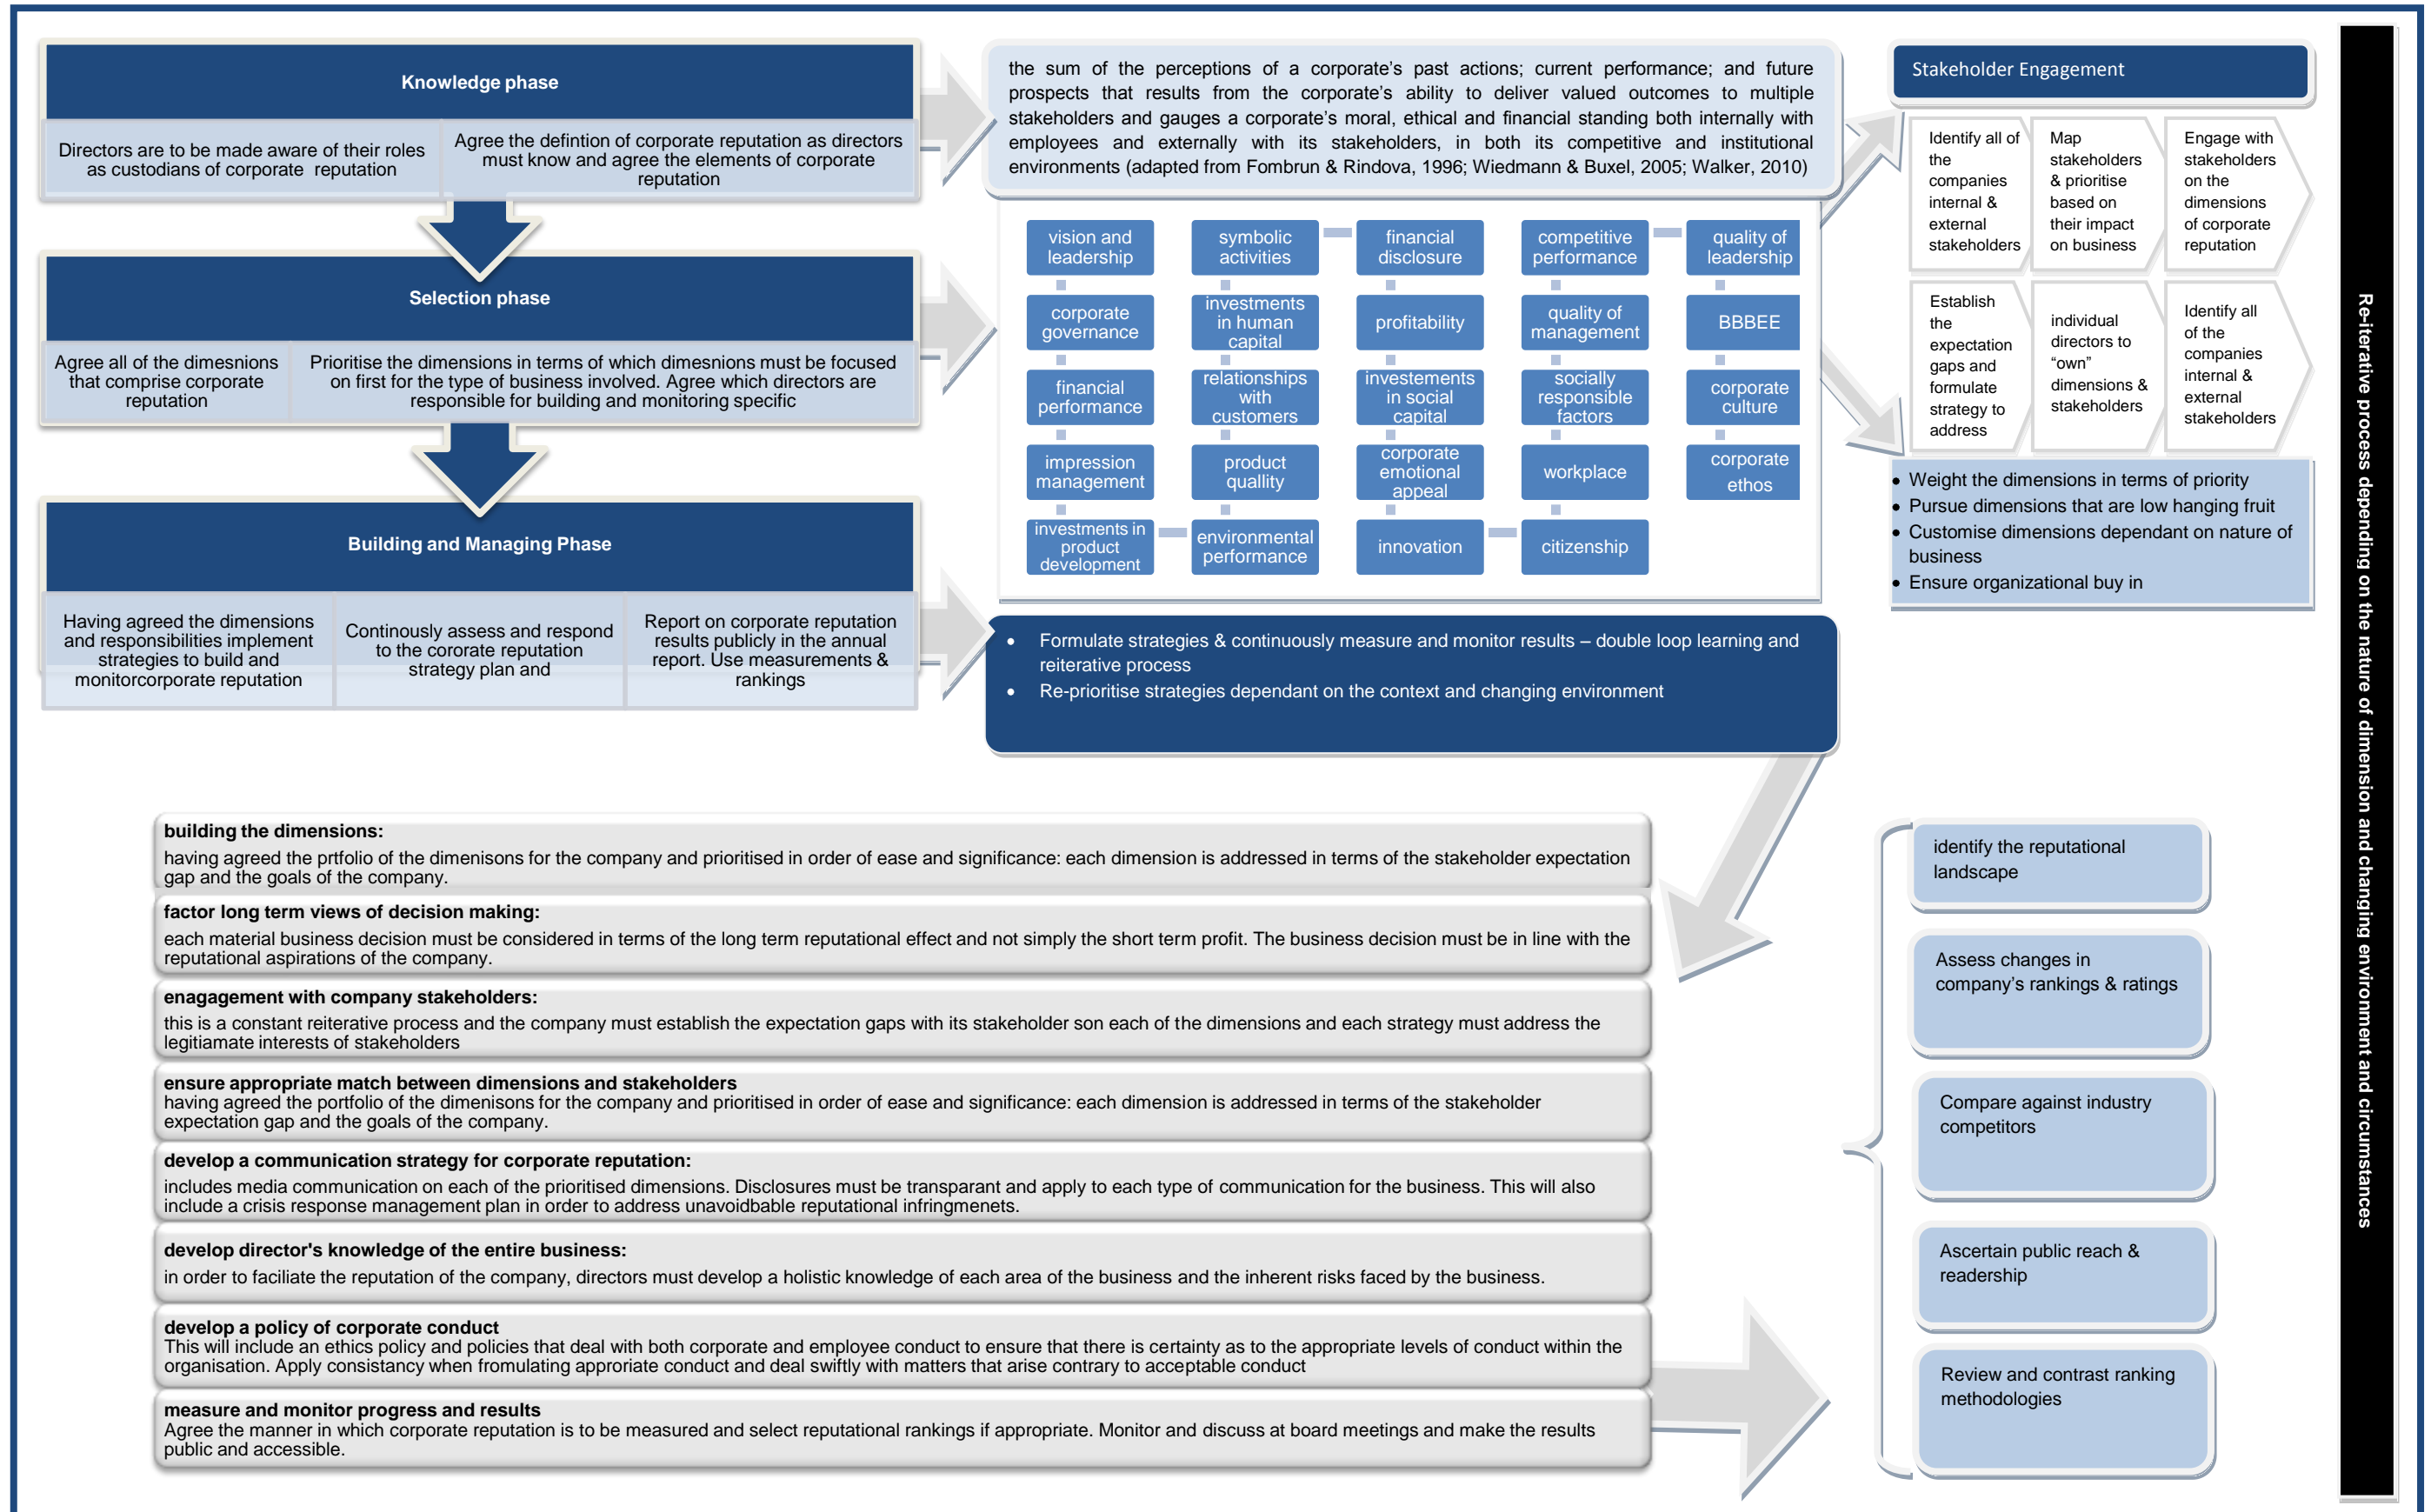 Knowledge phase
Directors are to be made aware of their roles
as custodians of corporate reputation
Agree the defintion of corporate reputation as directors
must know and agree the elements of corporate
reputation
Selection phase
Agree all of the dimesnions
that comprise corporate
reputation
Prioritise the dimensions in terms of which dimesnions must be focused
on first for the type of business involved. Agree which directors are
responsible for building and monitoring specific
Building and Managing Phase
Having agreed the dimensions
and responsibilities implement
strategies to build and
monitorcorporate reputation
Continously assess and respond
to the cororate reputation
strategy plan and
Report on corporate reputation
results publicly in the annual
report. Use measurements &
rankings
the sum of the perceptions of a corporate's past actions; current performance; and future
prospects that results from the corporate's ability to deliver valued outcomes to multiple
stakeholders and gauges a corporate's moral, ethical and financial standing both internally with
employees and externally with its stakeholders, in both its competitive and institutional
environments (adapted from Fombrun & Rindova, 1996; Wiedmann & Buxel, 2005; Walker, 2010)
vision and
leadership
corporate
governance
financial
performance
impression
management
investments in
product
development
symbolic
activities
investments
in human
capital
relationships
with
customers
product
quallity
environmental
performance
financial
disclosure
profitability
investements
in social
capital
corporate
emotional
appeal
innovation
competitive
performance
quality of
management
socially
responsible
factors
workplace
citizenship
quality of
leadership
BBBEE
corporate
culture
corporate
ethos
• Formulate strategies & continuously measure and monitor results – double loop learning and
reiterative process
• Re-prioritise strategies dependant on the context and changing environment
Stakeholder Engagement
Identify all of
the
companies
internal &
external
stakeholders
Map
stakeholders
& prioritise
based on
their impact
on business
Engage with
stakeholders
on the
dimensions
of corporate
reputation
Establish
the
expectation
gaps and
formulate
strategy to
address
individual
directors to
“own”
dimensions &
stakeholders
Identify all
of the
companies
internal &
external
stakeholders
• Weight the dimensions in terms of priority
• Pursue dimensions that are low hanging fruit
• Customise dimensions dependant on nature of
business
• Ensure organizational buy in
building the dimensions:
having agreed the prtfolio of the dimenisons for the company and prioritised in order of ease and significance: each dimension is addressed in terms of the stakeholder expectation
gap and the goals of the company.
factor long term views of decision making:
each material business decision must be considered in terms of the long term reputational effect and not simply the short term profit. The business decision must be in line with the
reputational aspirations of the company.
enagagement with company stakeholders:
this is a constant reiterative process and the company must establish the expectation gaps with its stakeholder son each of the dimensions and each strategy must address the
legitiamate interests of stakeholders
ensure appropriate match between dimensions and stakeholders
having agreed the portfolio of the dimenisons for the company and prioritised in order of ease and significance: each dimension is addressed in terms of the stakeholder
expectation gap and the goals of the company.
develop a communication strategy for corporate reputation:
includes media communication on each of the prioritised dimensions. Disclosures must be transparant and apply to each type of communication for the business. This will also
include a crisis response management plan in order to address unavoidbable reputational infringmenets.
develop director's knowledge of the entire business:
in order to faciliate the reputation of the company, directors must develop a holistic knowledge of each area of the business and the inherent risks faced by the business.
develop a policy of corporate conduct
This will include an ethics policy and policies that deal with both corporate and employee conduct to ensure that there is certainty as to the appropriate levels of conduct within the
organisation. Apply consistancy when fromulating approriate conduct and deal swiftly with matters that arise contrary to acceptable conduct
measure and monitor progress and results
Agree the manner in which corporate reputation is to be measured and select reputational rankings if appropriate. Monitor and discuss at board meetings and make the results
public and accessible.
identify the reputational
landscape
Assess changes in
company's rankings & ratings
Compare against industry
competitors
Ascertain public reach &
readership
Review and contrast ranking
methodologies
Re-iterative process depending on the nature of dimension and changing environment and circumstances